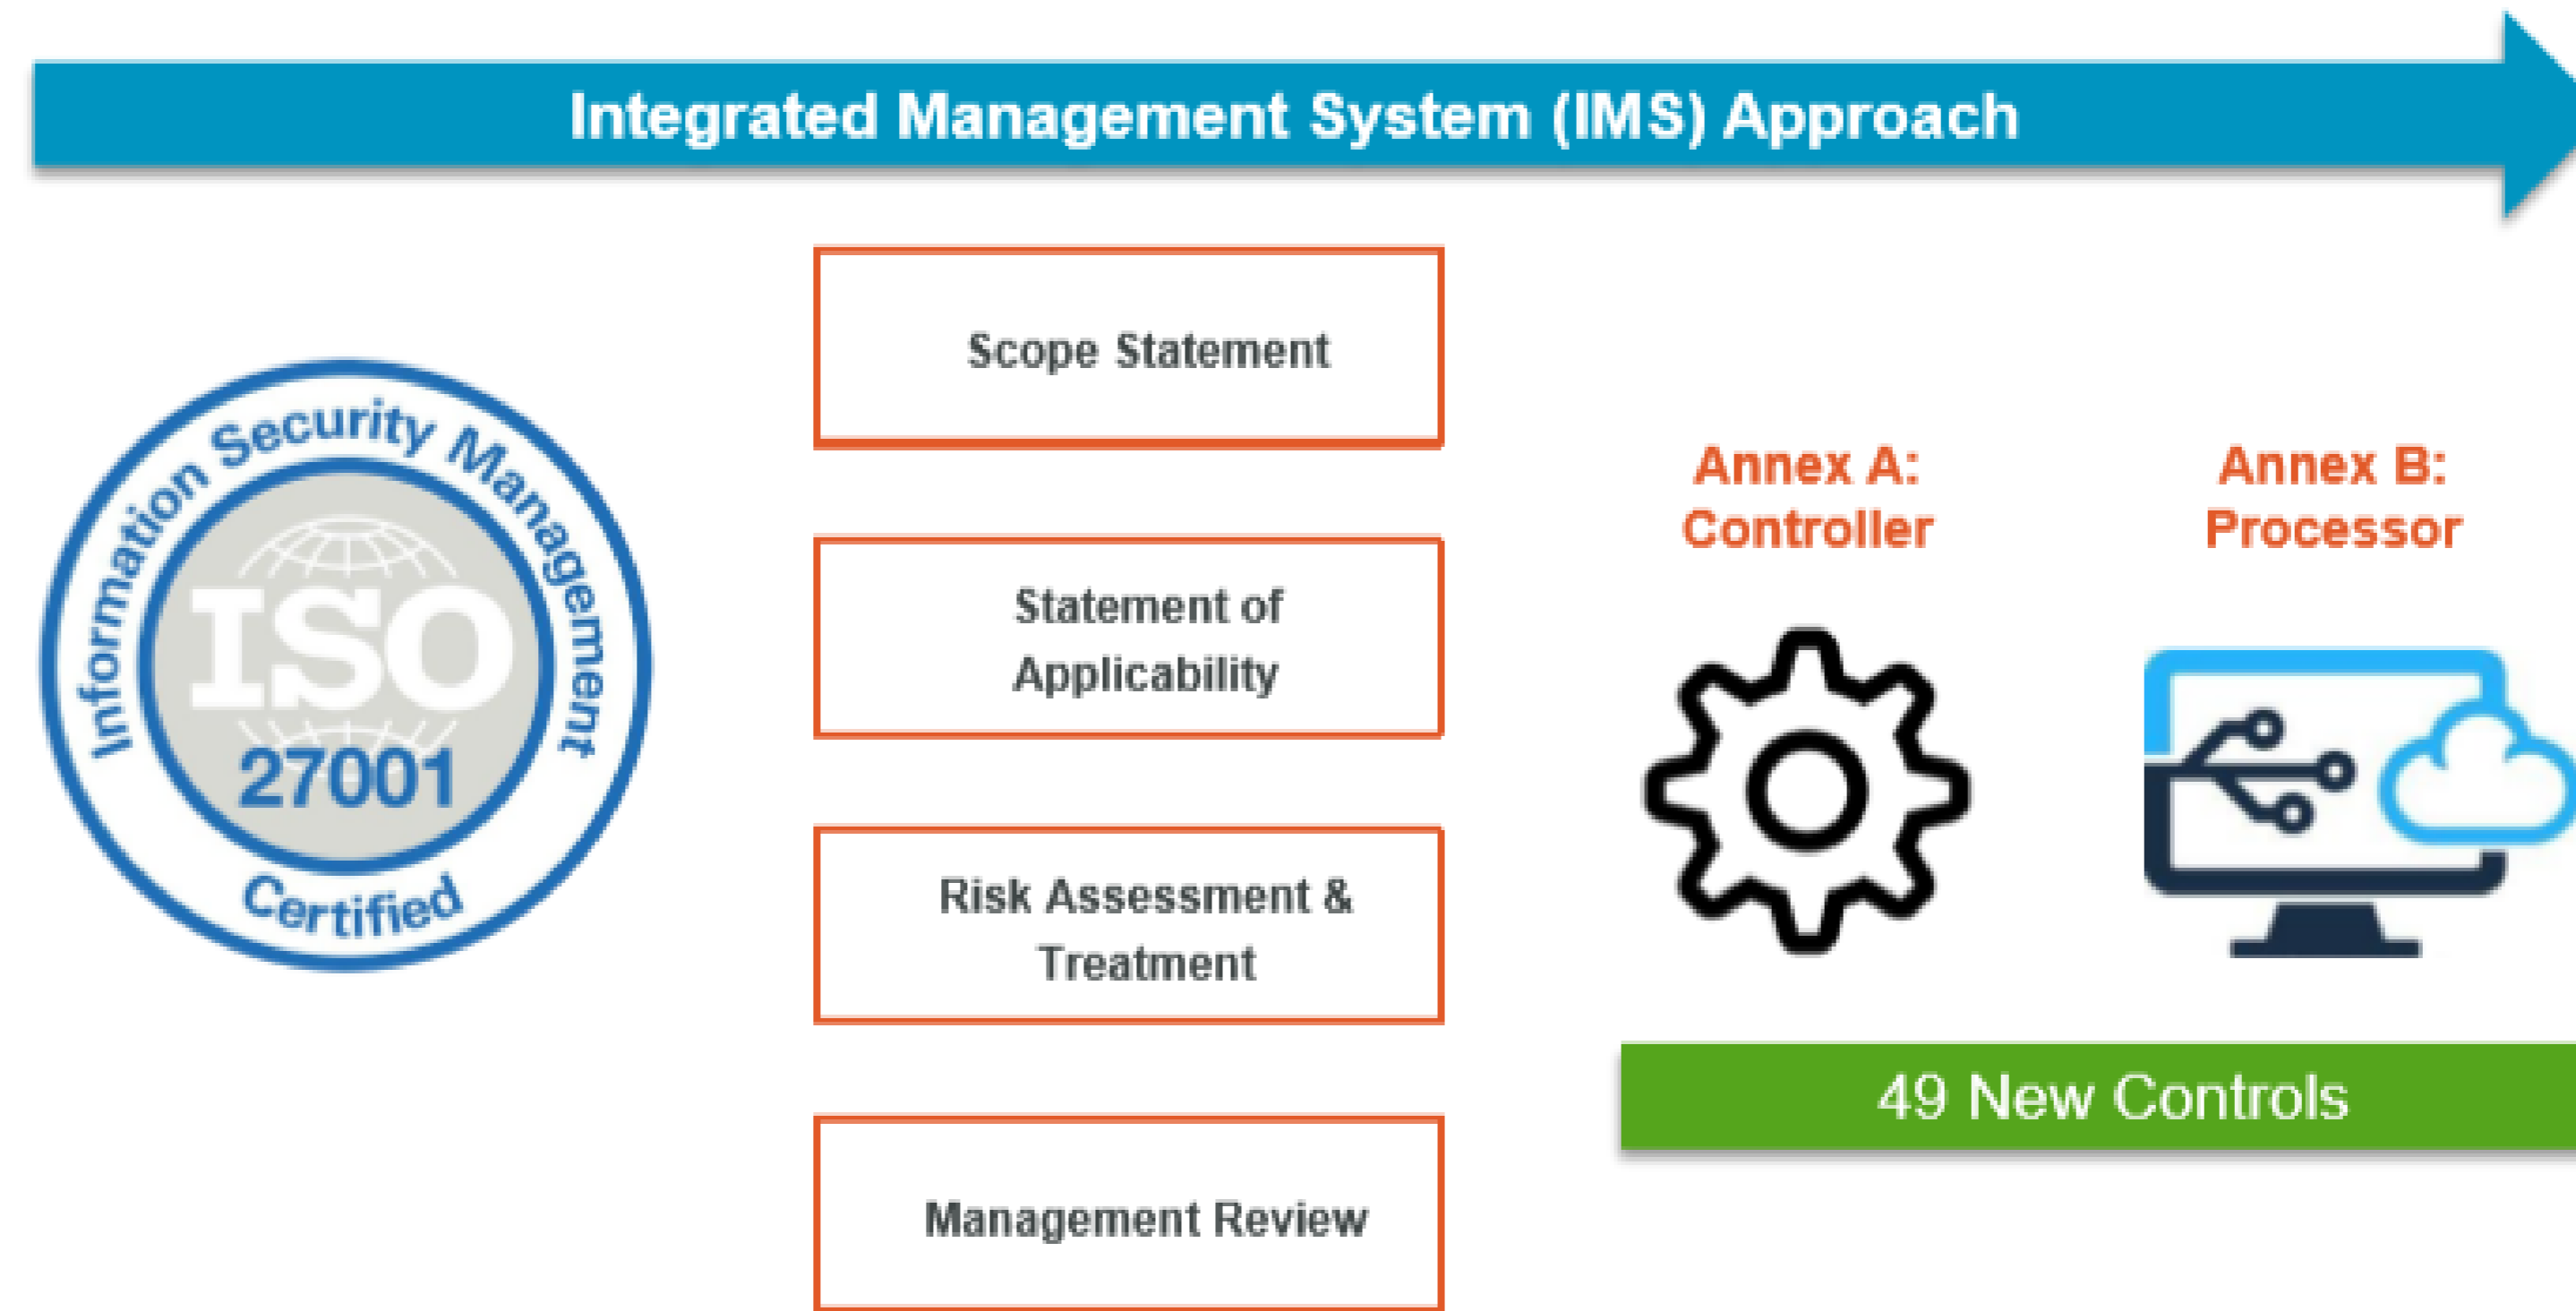 Integrated Management System (IMS) Approach
Information Security Management
ISO
27001
Certified
Scope Statement
Statement of
Applicability
Risk Assessment &
Treatment
Management Review
Annex A:
Controller
Annex B:
Processor
49 New Controls